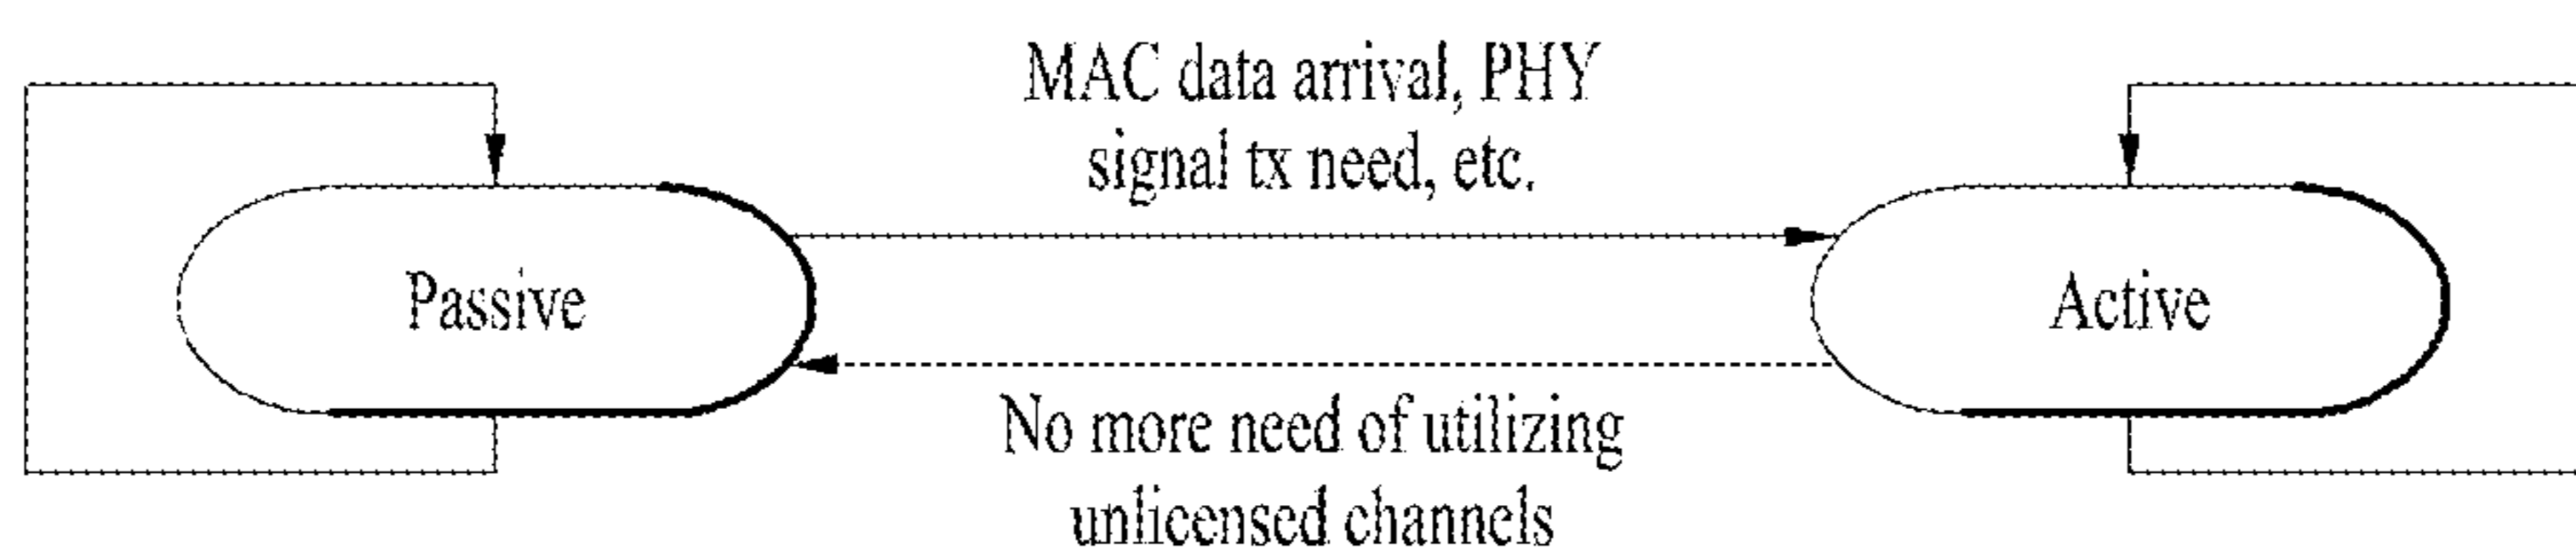 MAC data arrival, PHY
signal tx need, etc.
Passive
Active
No more need of utilizing
unlicensed channels